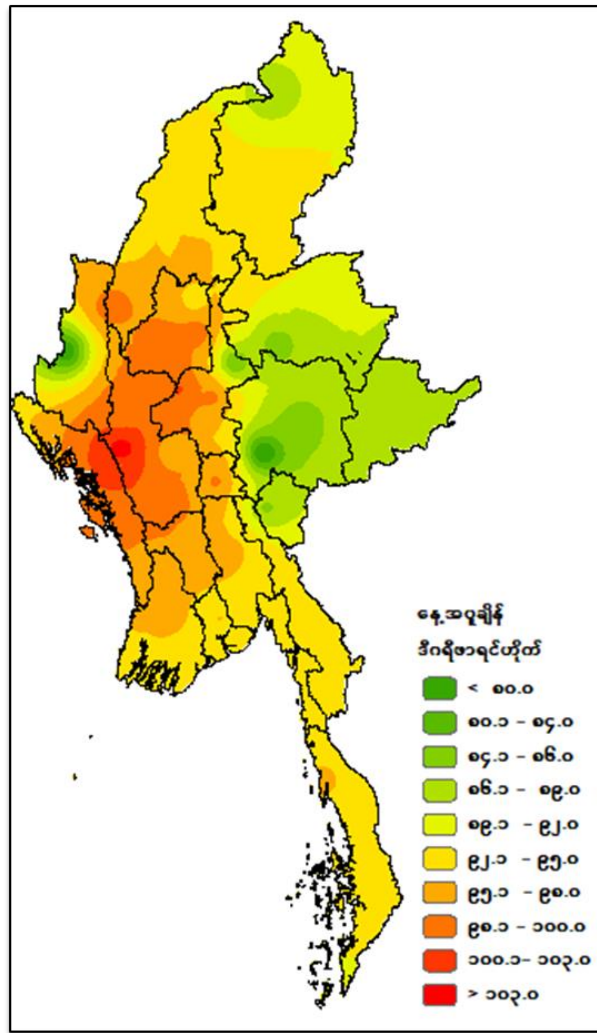 နေ့အပူချိန်
ဒီဂရီဖာရင်ဟိုက်
< ၈၀.၀
၈၀.၁ - ၈၄.၀
၈၄.၁ - ၈၆.၀
၈၆.၁ - ၈၉.၀
၈၉.၁ - ၉၂.၀
၉၂.၁ - ၉၅.၀
၉၅.၁ - ၉၈.၀
၉၈.၁ - ၁၀၀.၀
၁၀၀.၁- ၁၀၃.၀
> ၁၀၃.၀